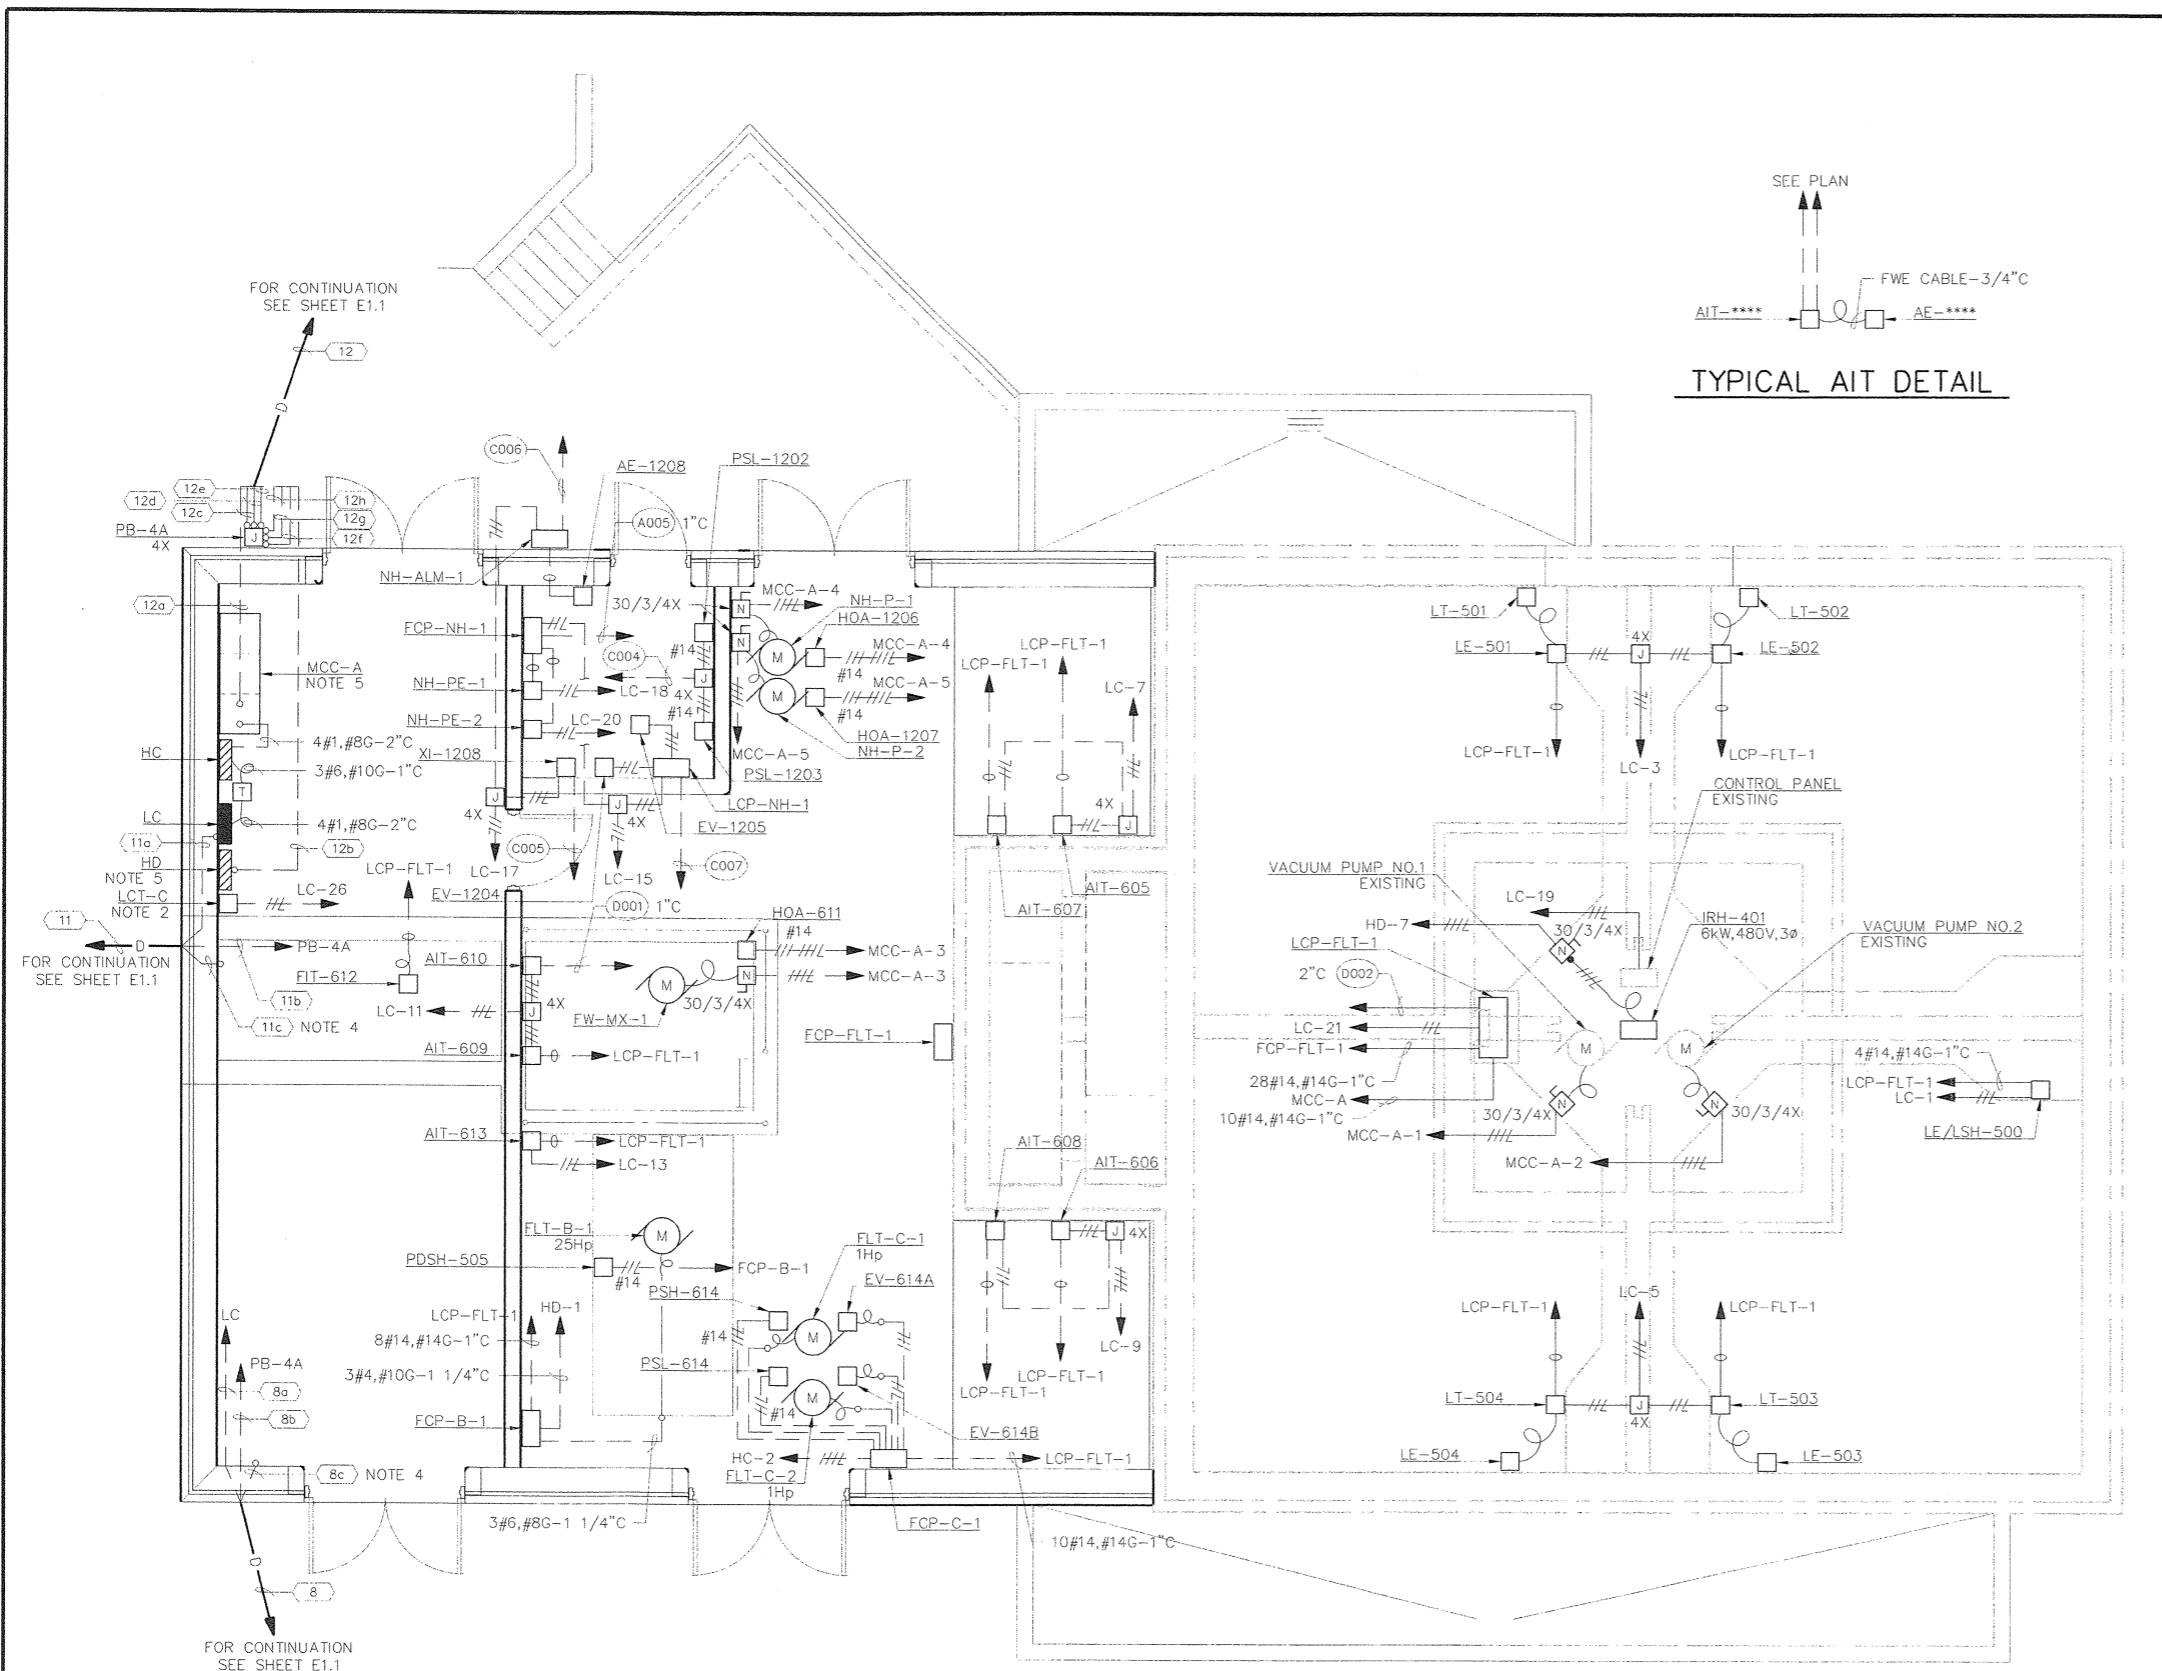 SEE PLAN
FWE CABLE-3/4"C
AIT-****
AE-****
TYPICAL AIT DETAIL
FOR CONTINUATION
SEE SHEET E1.1
12
D
C006
AE-1208
PSL-1202
12e
12d
12c
12h
12g
12f
A005 1"C
PB-4A
4X
J
NH-ALM-1
12a
30/3/4X
MCC-A-4
N
N
NH-P-1
HOA-1206
FCP-NH-1
MCC-A
NOTE 5
C004
#14
M
MCC-A-4
#14
NH-PE-1
LC-18
J
4X
#14
M
MCC-A-5
#14
NH-PE-2
LC-20
HOA-1207
NH-P-2
4#1,#8G-2"C
XI-1208
MCC-A-5
PSL-1203
HC
3#6,#10G-1"C
T
J
4X
J
4X
LCP-NH-1
EV-1205
LC
4#1,#8G-2"C
11a
12b
HD
NOTE 5
LCP-FLT-1
LC-17
C005
LC-15
C007
LCT-C
NOTE 2
LC-26
EV-1204
D001 1"C
HOA-611
#14
11
D
PB-4A
FOR CONTINUATION
SEE SHEET E1.1
FIT-612
11b
11c NOTE 4
AIT-610
MCC-A-3
N
MCC-A-3
M
30/3/4X
4X
LC-11
J
FW-MX-1
AIT-609
LCP-FLT-1
FCP-FLT-1
AIT-613
LCP-FLT-1
LC-13
LCP-FLT-1
LCP-FLT-1
LC-7
4X
J
AIT-605
AIT-607
AIT-608
AIT-606
J
4X
LCP-FLT-1
LCP-FLT-1
LC-9
FLT-B-1
25Hp
M
PDSH-505
#14
FCP-B-1
FLT-C-1
1Hp
EV-614A
PSH-614
#14
M
PSL-614
M
#14
EV-614B
LC
PB-4A
LCP-FLT-1
HD-1
8#14,#14G-1"C
3#4,#10G-1 1/4"C
8a
8b
FCP-B-1
8c NOTE 4
HC-2
LCP-FLT-1
FLT-C-2
1Hp
3#6,#8G-1 1/4"C
FCP-C-1
10#14,#14G-1"C
D
8
FOR CONTINUATION
SEE SHEET E1.1
LT-501
LT-502
LE-501
4X
J
LE-502
LCP-FLT-1
LC-3
LCP-FLT-1
CONTROL PANEL
EXISTING
VACUUM PUMP NO.1
EXISTING
LC-19
HD-7
30/3/4X
N
IRH-401
6kW,480V,3ø
VACUUM PUMP NO.2
EXISTING
LCP-FLT-1
2"C D002
LC-21
FCP-FLT-1
M
M
28#14,#14G-1"C
MCC-A
10#14,#14G-1"C
30/3/4X
N
N
30/3/4X
MCC-A-1
MCC-A-2
4#14,#14G-1"C
LCP-FLT-1
LC-1
LE/LSH-500
LCP-FLT-1
LC-5
LCP-FLT-1
LT-504
J
4X
LT-503
LE-504
LE-503